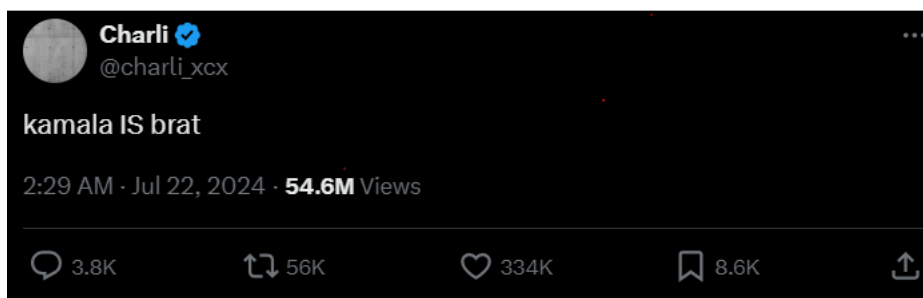 Charli
@charli_xcx
kamala IS brat
2:29 AM · Jul 22, 2024 · 54.6M Views
3.8K 56K 334K 8.6K